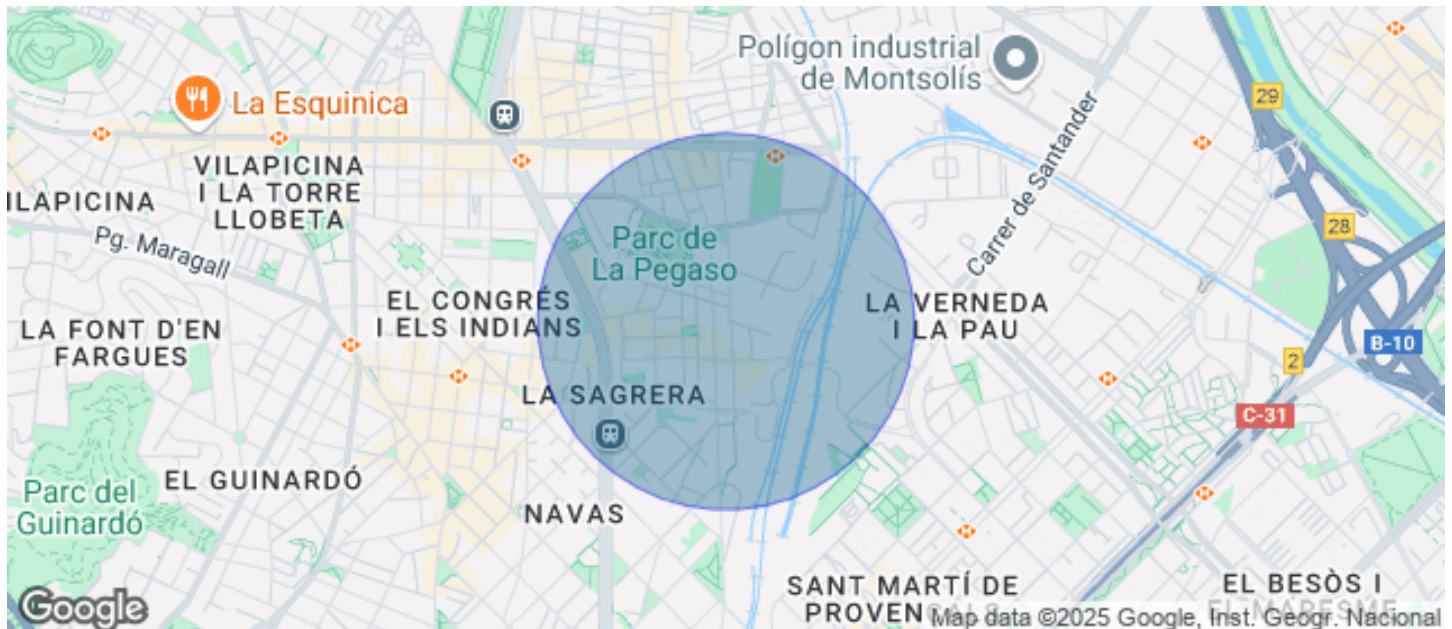 Polígon industrial
de Montsolís
La Esquinica
29
VILAPICINA
I LA TORRE
LLOBETA
ILAPICINA
Carrer de Santander
Pg. Maragall
28
Parc de
La Pegaso
EL CONGRÉS
I ELS INDIANS
LA VERNEDA
I LA PAU
LA FONT D'EN
FARGUES
B-10
2
LA SAGRERA
C-31
EL GUINARDÓ
Parc del
Guinardó
NAVAS
SANT MARTÍ DE
PROVENÇALS
EL BESÒS I
EL MARESME
Google
Map data ©2025 Google, Inst. Geogr. Nacional